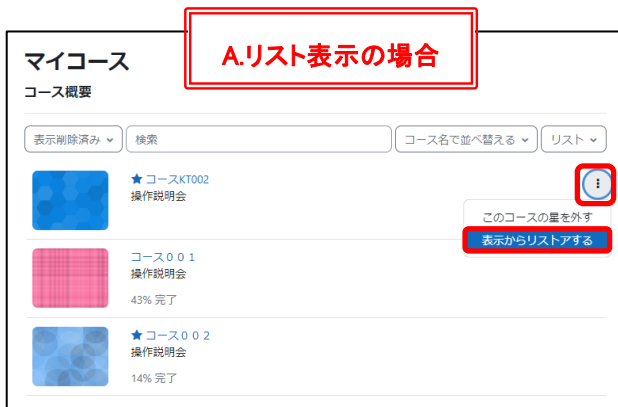 A.リスト表示の場合
マイコース
コース概要
表示削除済み 検索 コース名で並べ替える リスト
コースKT002
操作説明会
このコースの星を外す
表示からリストアする
コース００１
操作説明会
43% 完了
コース００２
操作説明会
14% 完了